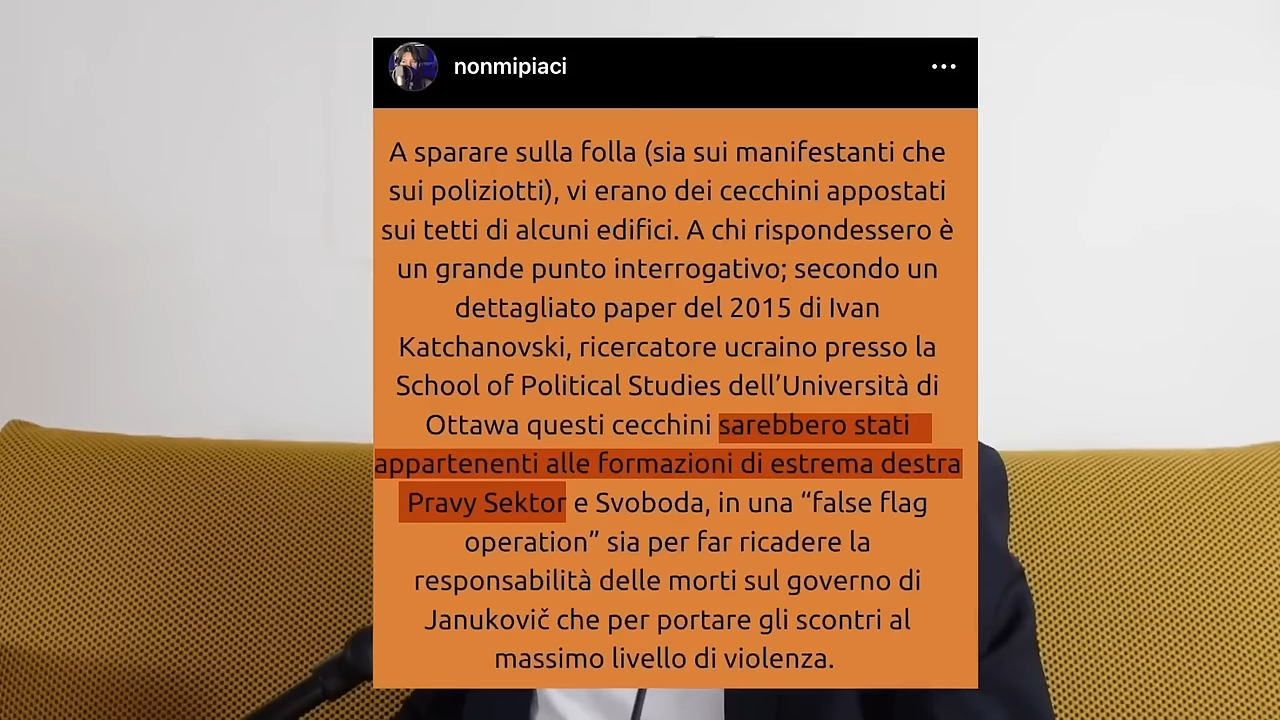 nonmipiaci
A sparare sulla folla (sia sui manifestanti che
sui poliziotti), vi erano dei cecchini appostati
sui tetti di alcuni edifici. A chi rispondessero è
un grande punto interrogativo; secondo un
dettagliato paper del 2015 di Ivan
Katchanovski, ricercatore ucraino presso la
School of Political Studies dell’Università di
Ottawa questi cecchini sarebbero stati
appartenenti alle formazioni di estrema destra
Pravy Sektor e Svoboda, in una “false flag
operation” sia per far ricadere la
responsabilità delle morti sul governo di
Janukovič che per portare gli scontri al
massimo livello di violenza.